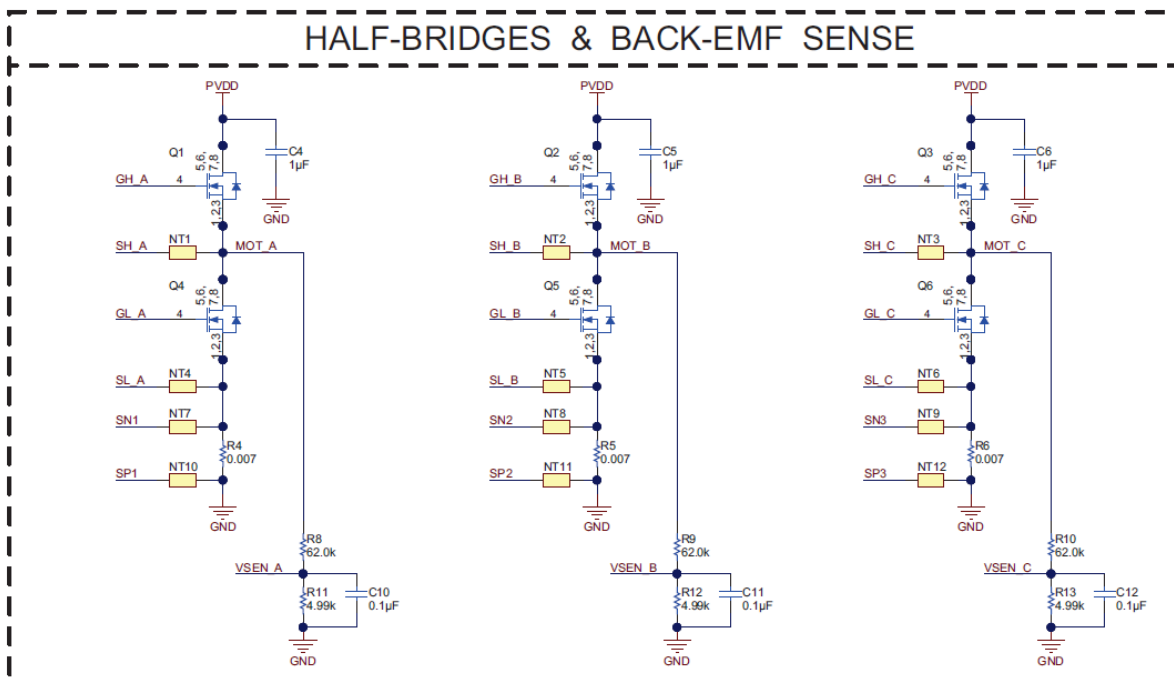 HALF-BRIDGES & BACK-EMF SENSE
PVDD
Q1
5,6,
7,8
C4
1µF
GH_A
4
GND
1,2,3
SH_A
NT1
MOT_A
Q4
5,6,
7,8
GL_A
4
1,2,3
SL_A
NT4
SN1
NT7
R4
0.007
SP1
NT10
GND
R8
62.0k
VSEN_A
R11
4.99k
C10
0.1µF
GND
PVDD
Q2
5,6,
7,8
C5
1µF
GH_B
4
GND
1,2,3
SH_B
NT2
MOT_B
Q5
5,6,
7,8
GL_B
4
1,2,3
SL_B
NT5
SN2
NT8
R5
0.007
SP2
NT11
GND
R9
62.0k
VSEN_B
R12
4.99k
C11
0.1µF
GND
PVDD
Q3
5,6,
7,8
C6
1µF
GH_C
4
GND
1,2,3
SH_C
NT3
MOT_C
Q6
5,6,
7,8
GL_C
4
1,2,3
SL_C
NT6
SN3
NT9
R6
0.007
SP3
NT12
GND
R10
62.0k
VSEN_C
R13
4.99k
C12
0.1µF
GND